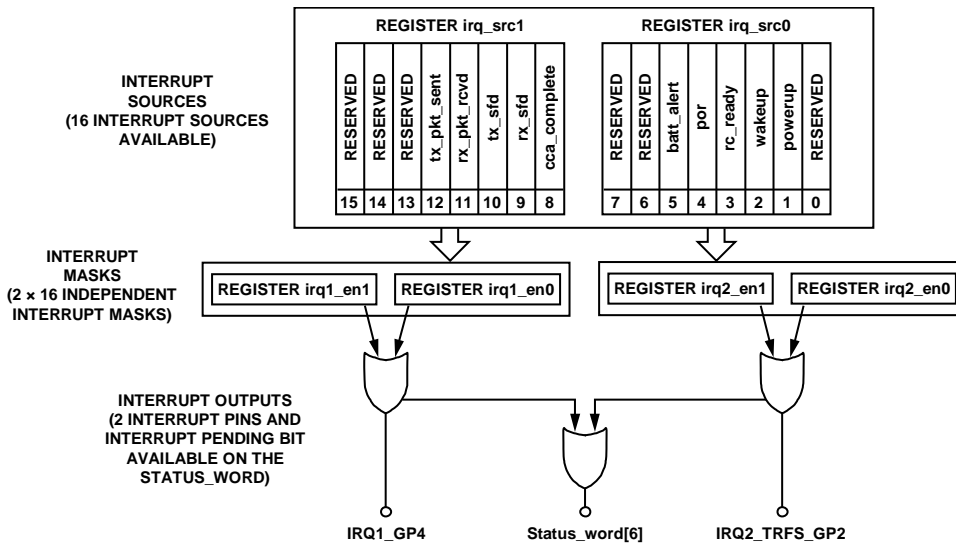 REGISTER irq_src1
REGISTER irq_src0
INTERRUPT
SOURCES
(16 INTERRUPT SOURCES
AVAILABLE)
RESERVED
RESERVED
RESERVED
tx_pkt_sent
rx_pkt_rcvd
tx_sfd
rx_sfd
cca_complete
RESERVED
RESERVED
batt_alert
por
rc_ready
wakeup
powerup
RESERVED
15 14 13 12 11 10 9 8
7 6 5 4 3 2 1 0
INTERRUPT
MASKS
(2 × 16 INDEPENDENT
INTERRUPT MASKS)
REGISTER irq1_en1
REGISTER irq1_en0
REGISTER irq2_en1
REGISTER irq2_en0
INTERRUPT OUTPUTS
(2 INTERRUPT PINS AND
INTERRUPT PENDING BIT
AVAILABLE ON THE
STATUS_WORD)
IRQ1_GP4
Status_word[6]
IRQ2_TRFS_GP2